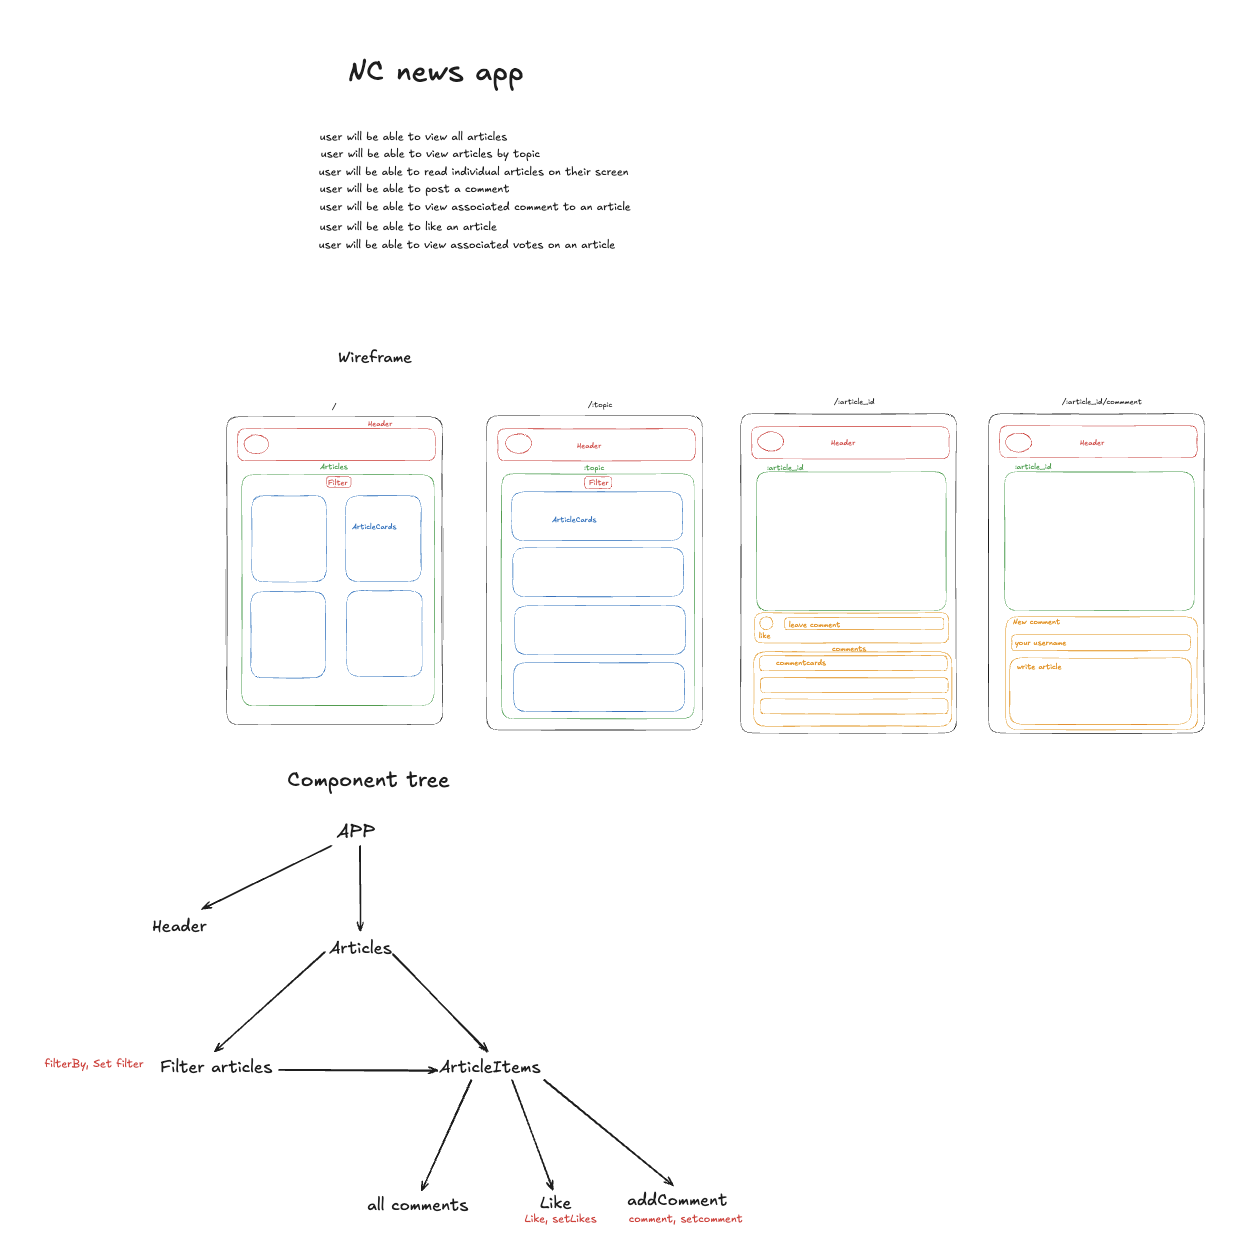 NC news app
user will be able to view all articles
user will be able to view articles by topic
user will be able to read individual articles on their screen
user will be able to post a comment
user will be able to view associated comment to an article
user will be able to like an article
user will be able to view associated votes on an article
Wireframe
/
Header
Articles
Filter
ArticleCards
/:topic
Header
:topic
Filter
ArticleCards
/:article_id
Header
:article_id
leave comment
like
comments
commentcards
/:article_id/commment
Header
:article_id
New comment
your username
write article
Component tree
APP
Header
Articles
filterBy, Set filter
Filter articles
ArticleItems
all comments
Like
Like, setLikes
addComment
comment, setcomment